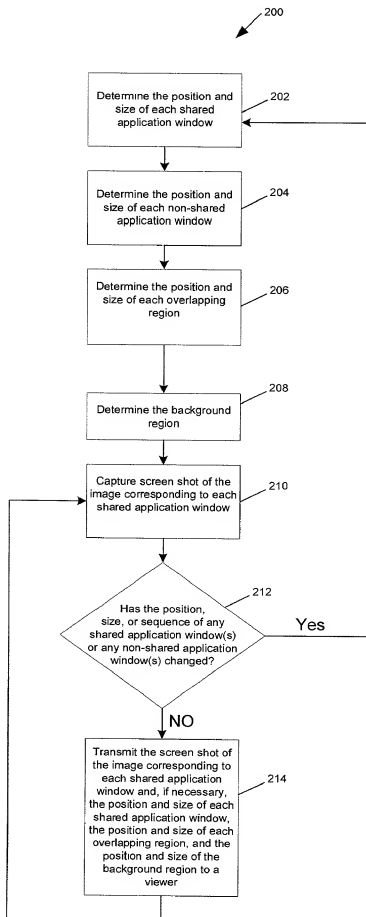 200
Determine the position and
size of each shared
application window
202
Determine the position and
size of each non-shared
application window
204
Determine the position and
size of each overlapping
region
206
Determine the background
region
208
Capture screen shot of the
image corresponding to each
shared application window
210
Has the position,
size, or sequence of any
shared application window(s)
or any non-shared application
window(s) changed?
212
Yes
NO
Transmit the screen shot of
the image corresponding to
each shared application
window and, if necessary,
the position and size of each
shared application window,
the position and size of each
overlapping region, and the
position and size of the
background region to a
viewer
214